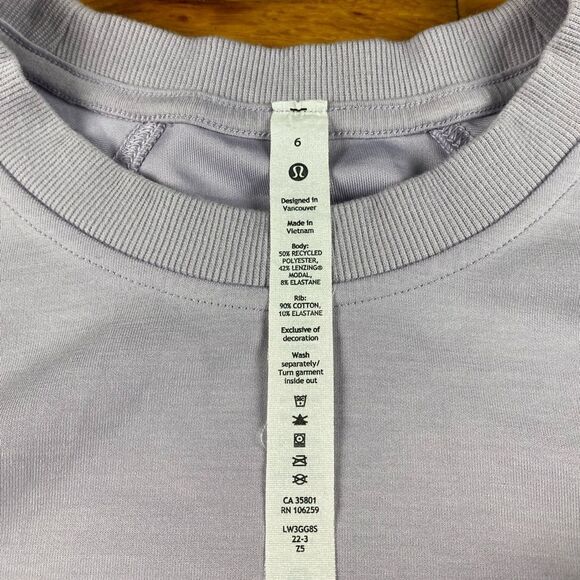 6
Designed in
Vancouver
Made in
Vietnam
Body:
50% RECYCLED
POLYESTER,
42% LENZING®
MODAL,
8% ELASTANE
Rib:
90% COTTON,
10% ELASTANE
Exclusive of
decoration
Wash
separately/
Turn garment
inside out
CA 35801
RN 106259
LW3GG8S
22-3
Z5